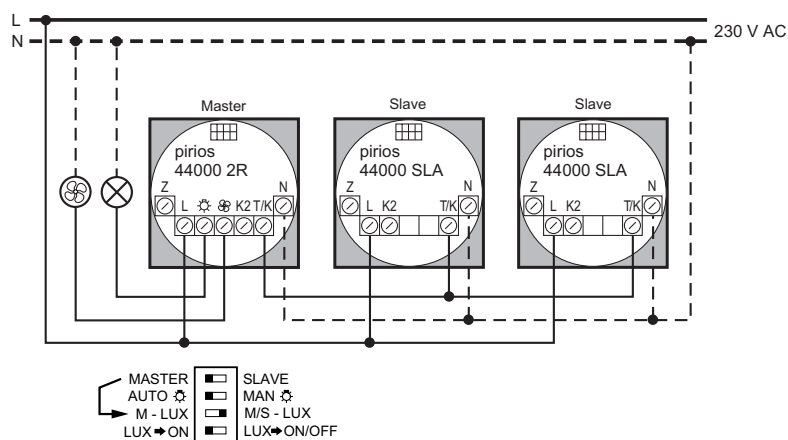 L
N
230 V AC
Master
Slave
Slave
pirios
44000 2R
pirios
44000 SLA
pirios
44000 SLA
Z
L
K2
T/K
N
Z
L
K2
T/K
N
Z
L
K2
T/K
N
MASTER
SLAVE
AUTO
MAN
M - LUX
M/S - LUX
LUX➡ON
LUX➡ON/OFF